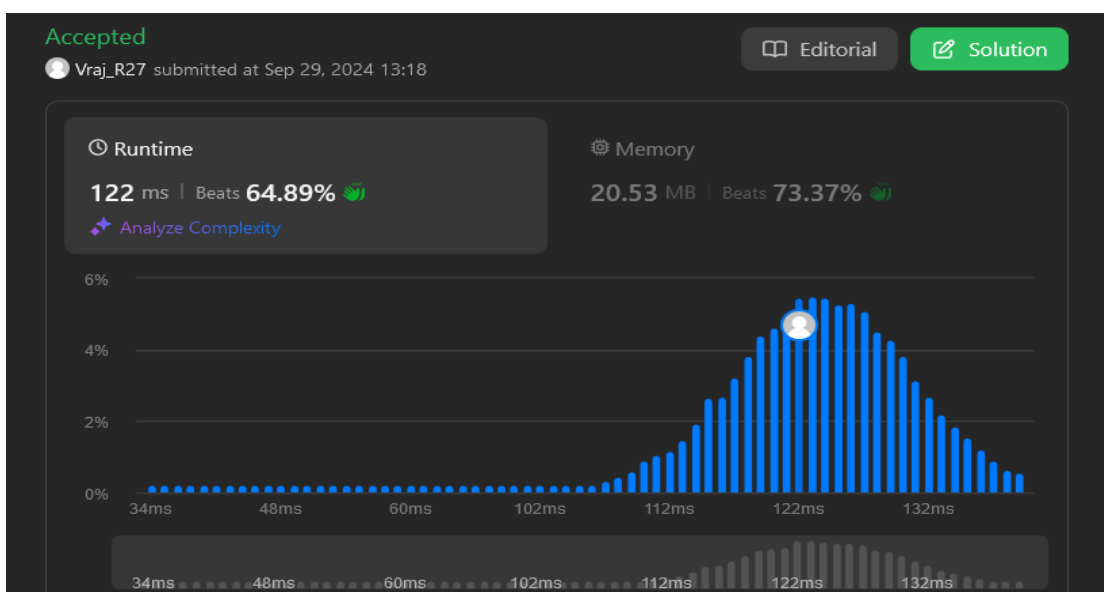 Accepted
Editorial
Solution
Vraj_R27 submitted at Sep 29, 2024 13:18
Runtime
Memory
122 ms | Beats 64.89%
20.53 MB | Beats 73.37%
Analyze Complexity
6%
4%
2%
0%
34ms 48ms 60ms 102ms 112ms 122ms 132ms
34ms 48ms 60ms 102ms 112ms 122ms 132ms